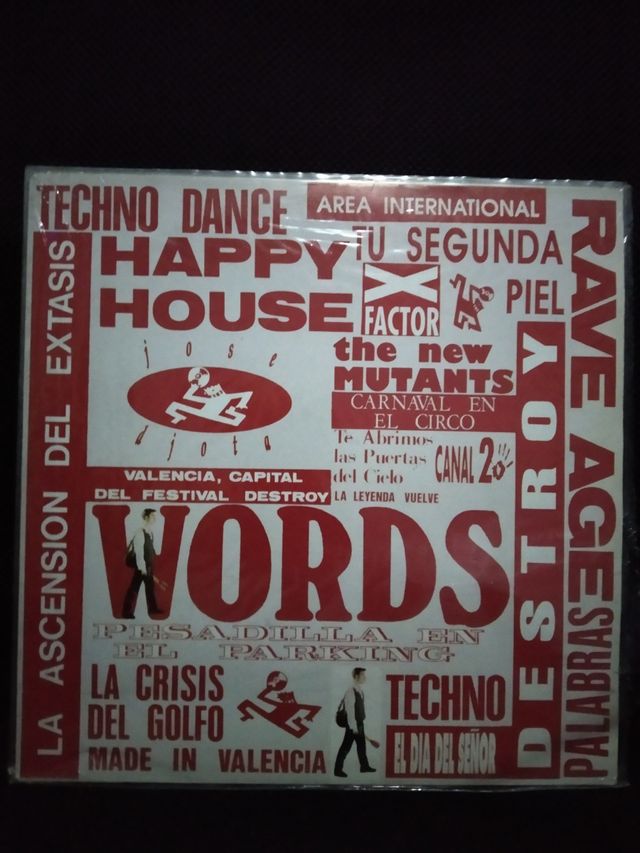 TECHNO DANCE
AREA INTERNATIONAL
HAPPY
HOUSE
TU SEGUNDA
PIEL
X
FACTOR
RAVE AGE
LA ASCENSION DEL EXTASIS
jose
djota
the new
MUTANTS
CARNAVAL EN
EL CIRCO
Te Abrimos
las Puertas
del Cielo
CANAL 2
LA LEYENDA VUELVE
DESTROY
VALENCIA, CAPITAL
DEL FESTIVAL DESTROY
WORDS
PESADILLA EN
EL PARKING
PALABRAS
LA CRISIS
DEL GOLFO
MADE IN VALENCIA
TECHNO
EL DIA DEL SEÑOR